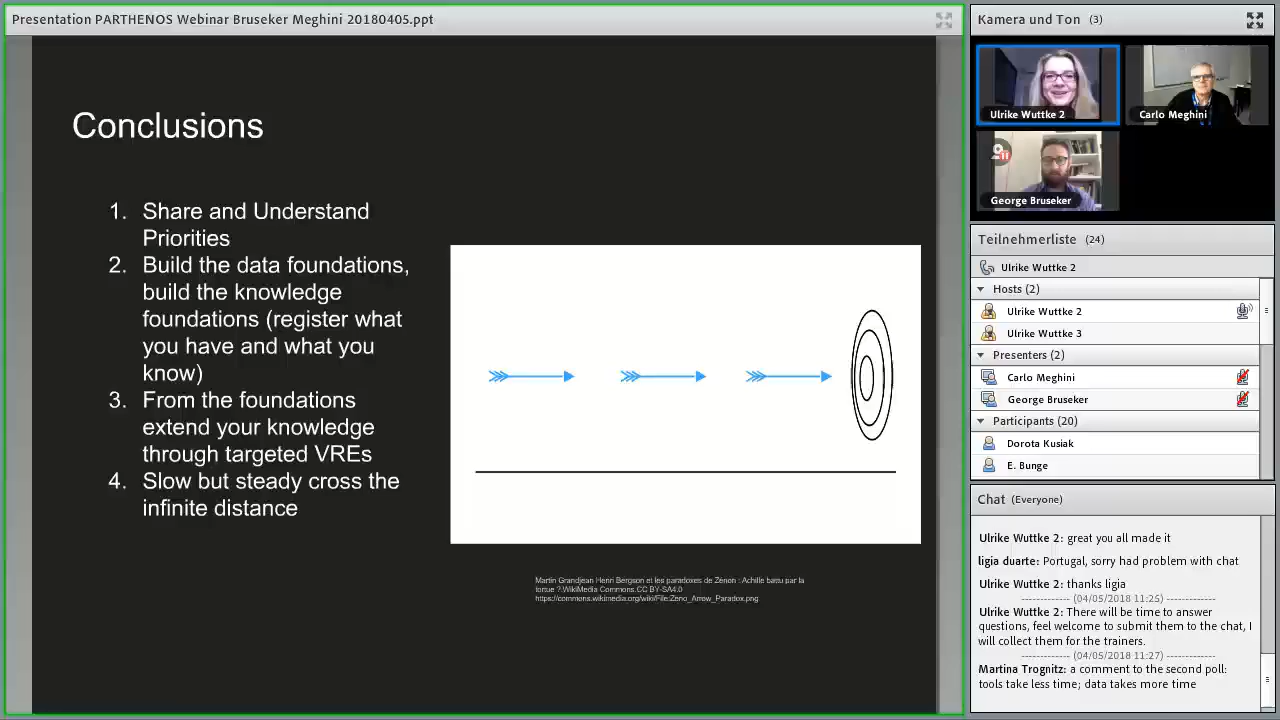 Presentation PARTHENOS Webinar Bruseker Meghini 20180405.ppt
Conclusions
1. Share and Understand
Priorities
2. Build the data foundations,
build the knowledge
foundations (register what
you have and what you
know)
3. From the foundations
extend your knowledge
through targeted VREs
4. Slow but steady cross the
infinite distance
Martin Grandjean Henri Bergson et les paradoxes de Zénon : Achille battu par la
tortue ?.WikiMedia Commons.CC BY-SA4.0
https://commons.wikimedia.org/wiki/File:Zeno_Arrow_Paradox.png
Kamera und Ton (3)
Ulrike Wuttke 2
Carlo Meghini
George Bruseker
Teilnehmerliste (24)
Ulrike Wuttke 2
Hosts (2)
Ulrike Wuttke 2
Ulrike Wuttke 3
Presenters (2)
Carlo Meghini
George Bruseker
Participants (20)
Dorota Kusiak
E. Bunge
Chat (Everyone)
Ulrike Wuttke 2: great you all made it
ligia duarte: Portugal, sorry had problem with chat
Ulrike Wuttke 2: thanks ligia
------------- (04/05/2018 11:25) -------------
Ulrike Wuttke 2: There will be time to answer
questions, feel welcome to submit them to the chat, I
will collect them for the trainers.
------------- (04/05/2018 11:27) -------------
Martina Trognitz: a comment to the second poll:
tools take less time; data takes more time